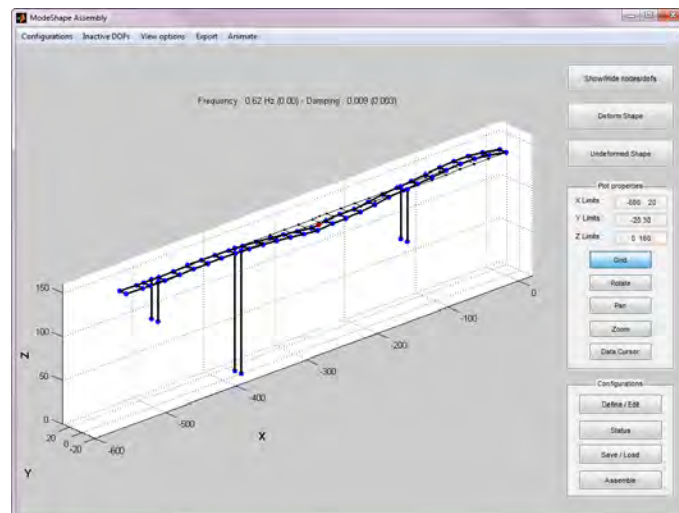 ModeShape Assembly
Configurations Inactive DOFs View options Export Animate
Frequency : 0.62 Hz (0.00) - Damping : 0.009 (0.003)
Show/Hide nodes/dofs
Deform Shape
Undeformed Shape
Plot properties
X Limits -600 20
Y Limits -20 30
Z Limits 0 160
Grid
Rotate
Pan
Zoom
Data Cursor
Configurations
Define / Edit
Status
Save / Load
Assemble
150
100
50
0
Z
20
0
-20
Y
-600
-500
-400
-300
-200
-100
0
X